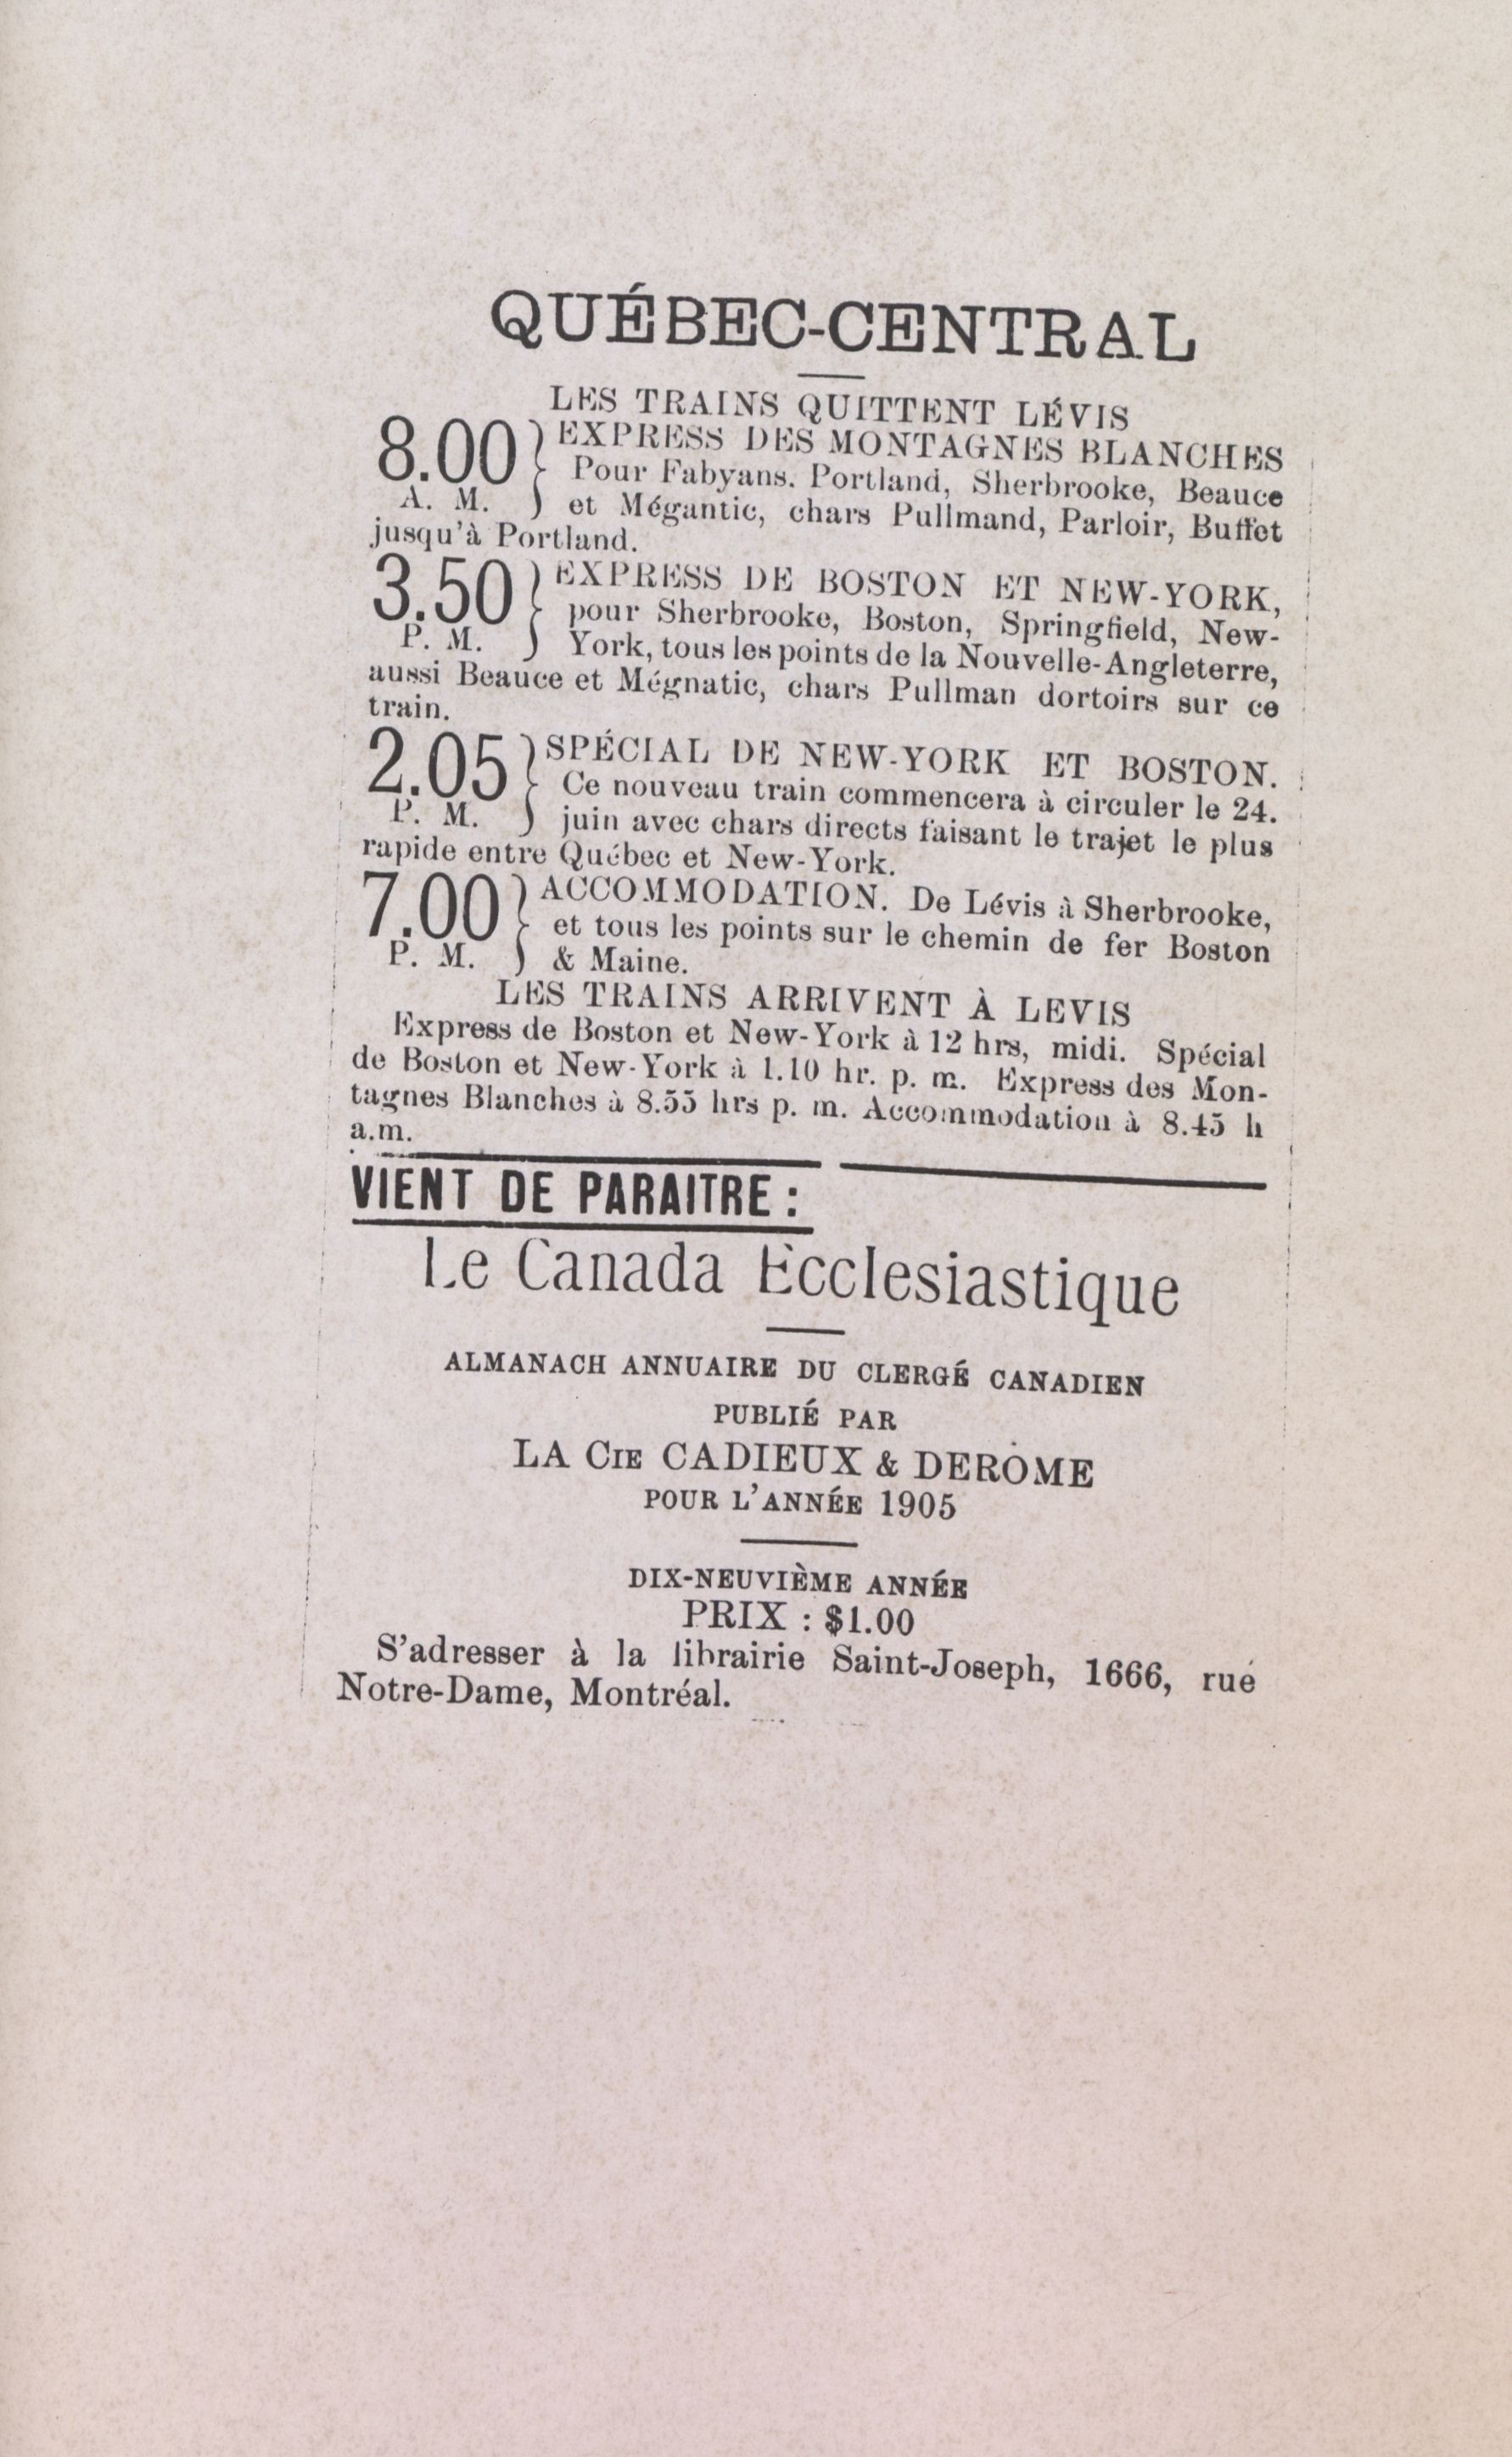 QUÉBEC-CENTRAL
LES TRAINS QUITTENT LÉVIS
8.00 } EXPRESS DES MONTAGNES BLANCHES
A. M. Pour Fabyans. Portland, Sherbrooke, Beauce
et Mégantic, chars Pullmand, Parloir, Buffet
jusqu'à Portland.
3.50 } EXPRESS DE BOSTON ET NEW-YORK,
P. M. pour Sherbrooke, Boston, Springfield, New-
York, tous les points de la Nouvelle-Angleterre,
aussi Beauce et Mégnatic, chars Pullman dortoirs sur ce
train.
2.05 } SPÉCIAL DE NEW-YORK ET BOSTON.
P. M. Ce nouveau train commencera à circuler le 24.
juin avec chars directs faisant le trajet le plus
rapide entre Québec et New-York.
7.00 } ACCOMMODATION. De Lévis à Sherbrooke,
P. M. et tous les points sur le chemin de fer Boston
& Maine.
LES TRAINS ARRIVENT À LEVIS
Express de Boston et New-York à 12 hrs, midi. Spécial
de Boston et New-York à 1.10 hr. p. m. Express des Mon-
tagnes Blanches à 8.55 hrs p. m. Accommodation à 8.45 h
a.m.
VIENT DE PARAITRE :
Le Canada Ecclesiastique
ALMANACH ANNUAIRE DU CLERGÉ CANADIEN
PUBLIÉ PAR
LA CIE CADIEUX & DEROME
POUR L'ANNÉE 1905
DIX-NEUVIÈME ANNÉE
PRIX : $1.00
S'adresser à la librairie Saint-Joseph, 1666, rue
Notre-Dame, Montréal.